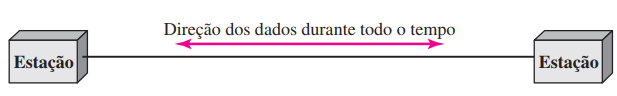 Direção dos dados durante todo o tempo
Estação
Estação